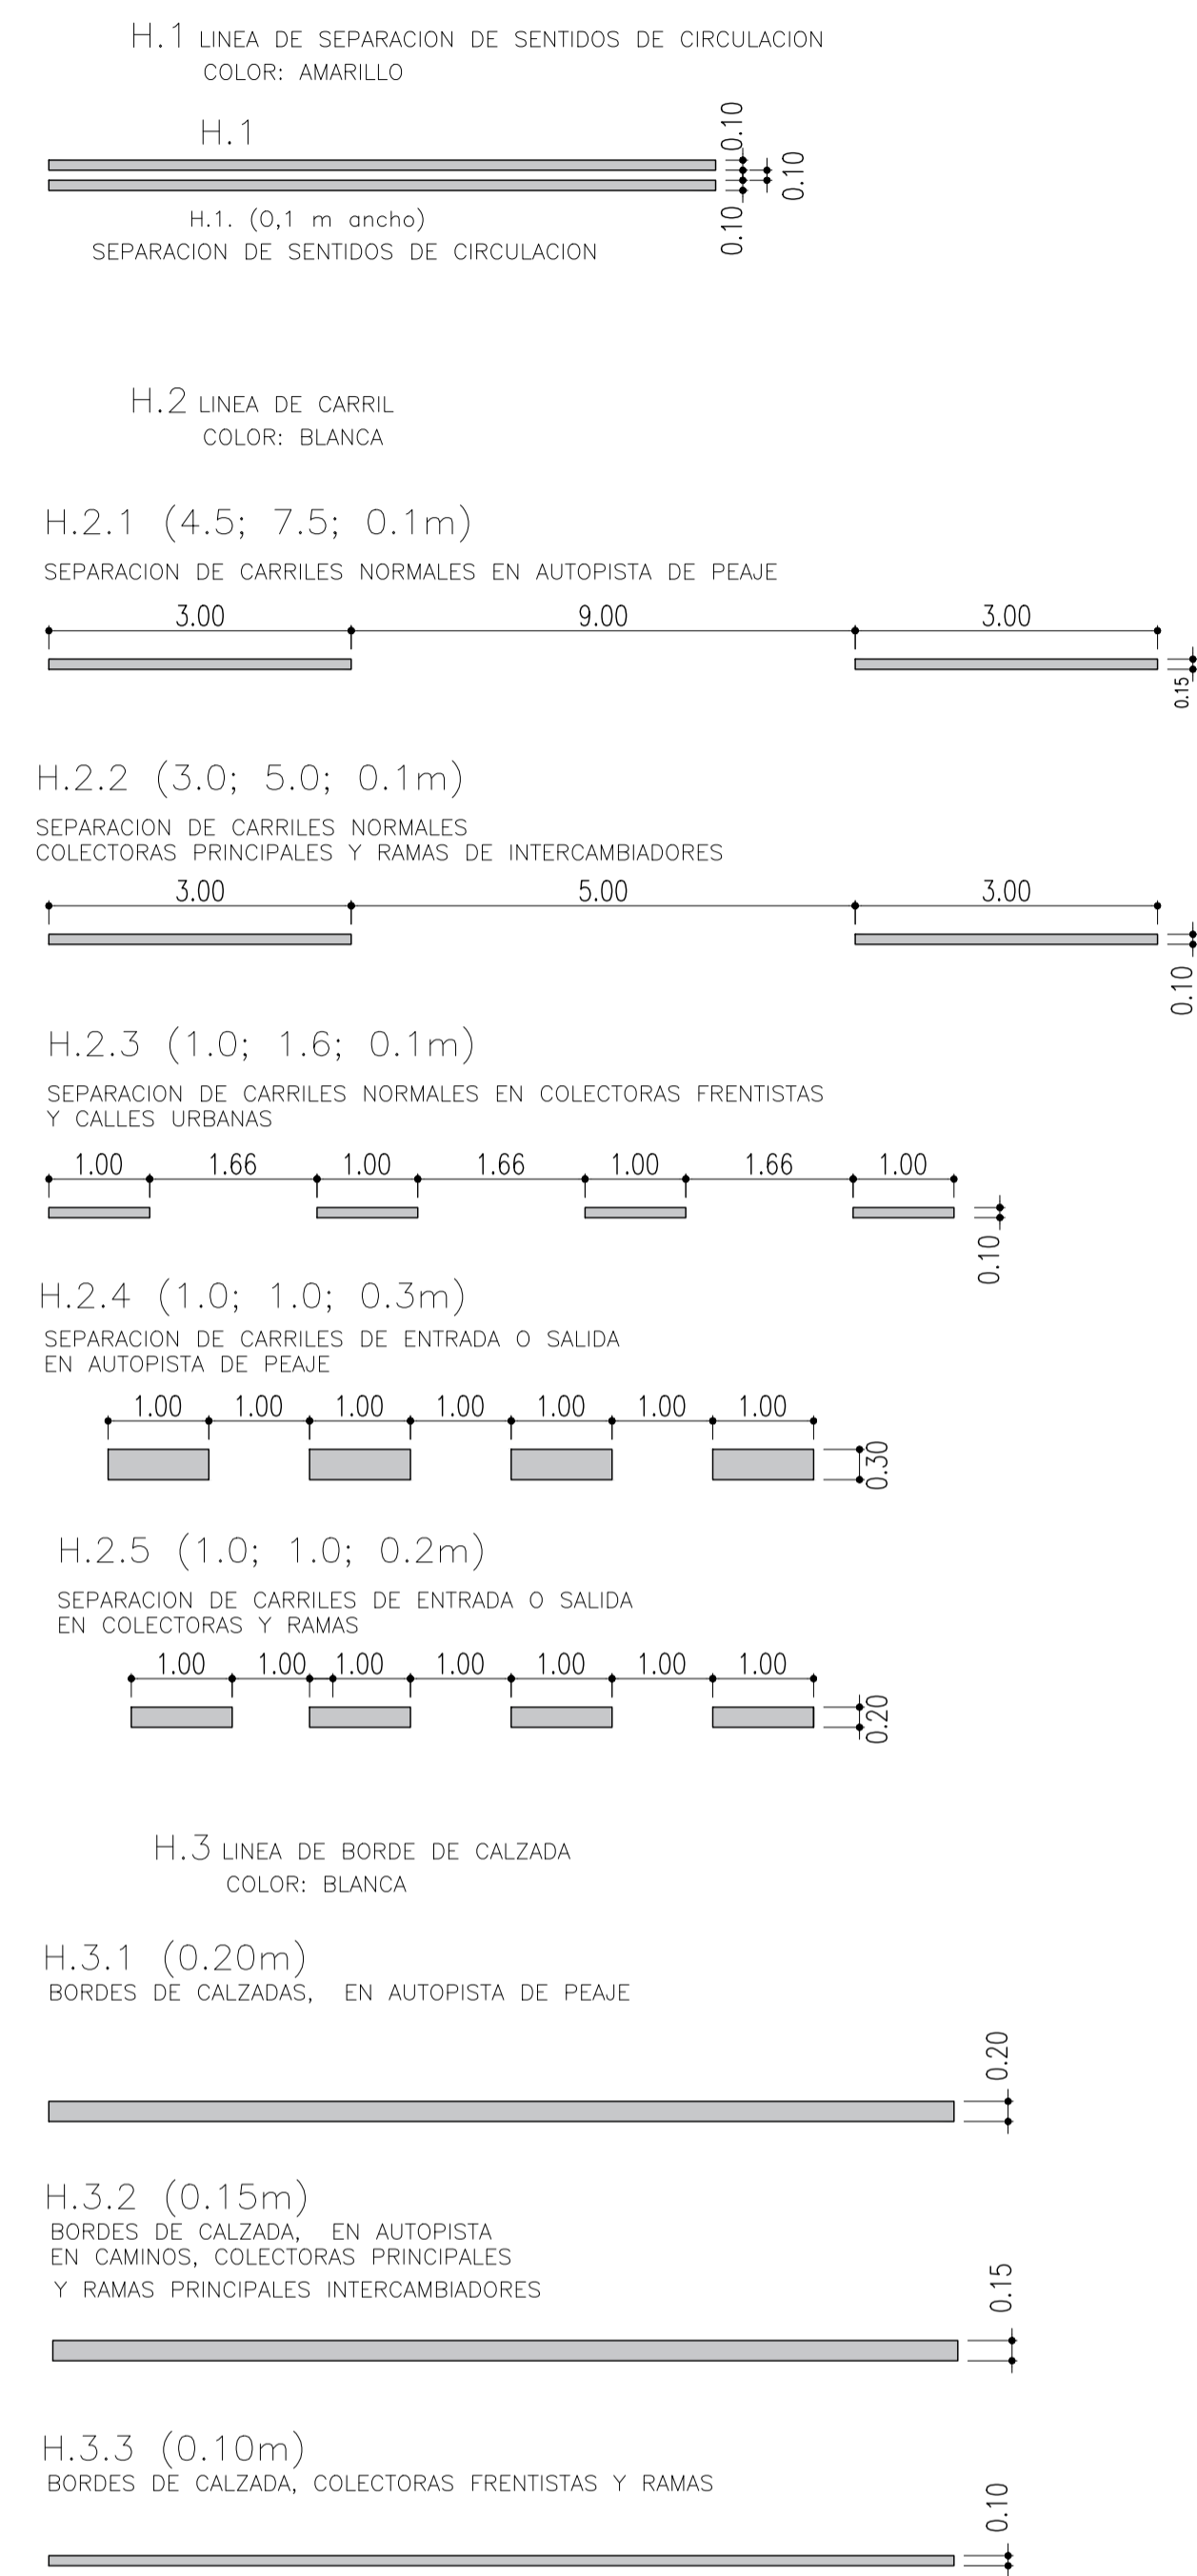 H.1 LINEA DE SEPARACION DE SENTIDOS DE CIRCULACION
COLOR: AMARILLO
H.1
0.10
0.10
0.10
H.1. (0,1 m ancho)
SEPARACION DE SENTIDOS DE CIRCULACION
H.2 LINEA DE CARRIL
COLOR: BLANCA
H.2.1 (4.5; 7.5; 0.1m)
SEPARACION DE CARRILES NORMALES EN AUTOPISTA DE PEAJE
3.00 9.00 3.00
0.15
H.2.2 (3.0; 5.0; 0.1m)
SEPARACION DE CARRILES NORMALES
COLECTORAS PRINCIPALES Y RAMAS DE INTERCAMBIADORES
3.00 5.00 3.00
0.10
H.2.3 (1.0; 1.6; 0.1m)
SEPARACION DE CARRILES NORMALES EN COLECTORAS FRENTISTAS
Y CALLES URBANAS
1.00 1.66 1.00 1.66 1.00 1.66 1.00
0.10
H.2.4 (1.0; 1.0; 0.3m)
SEPARACION DE CARRILES DE ENTRADA O SALIDA
EN AUTOPISTA DE PEAJE
1.00 1.00 1.00 1.00 1.00 1.00 1.00
0.30
H.2.5 (1.0; 1.0; 0.2m)
SEPARACION DE CARRILES DE ENTRADA O SALIDA
EN COLECTORAS Y RAMAS
1.00 1.00 1.00 1.00 1.00 1.00 1.00
0.20
H.3 LINEA DE BORDE DE CALZADA
COLOR: BLANCA
H.3.1 (0.20m)
BORDES DE CALZADAS, EN AUTOPISTA DE PEAJE
0.20
H.3.2 (0.15m)
BORDES DE CALZADA, EN AUTOPISTA
EN CAMINOS, COLECTORAS PRINCIPALES
Y RAMAS PRINCIPALES INTERCAMBIADORES
0.15
H.3.3 (0.10m)
BORDES DE CALZADA, COLECTORAS FRENTISTAS Y RAMAS
0.10